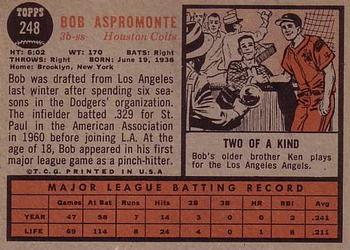 TOPPS
248
BOB ASPROMONTE
3b-ss Houston Colts
HT: 6:02 WT: 170 BATS: Right
THROWS: Right BORN: June 19, 1938
Home: Brooklyn, New York
Bob was drafted from Los Angeles
last winter after spending six sea-
sons in the Dodgers' organization.
The infielder batted .329 for St.
Paul in the American Association
in 1960 before joining L.A. At the
age of 18, Bob appeared in his first
major league game as a pinch-hitter.
© T.C.G. PRINTED IN U.S.A.
TWO OF A KIND
Bob's older brother Ken plays
for the Los Angeles Angels.
MAJOR LEAGUE BATTING RECORD
Games At Bat Runs Hits 2B 3B HR RBI Avg.
YEAR 47 58 7 14 3 0 0 2 .241
LIFE 69 114 8 24 4 0 1 8 .211